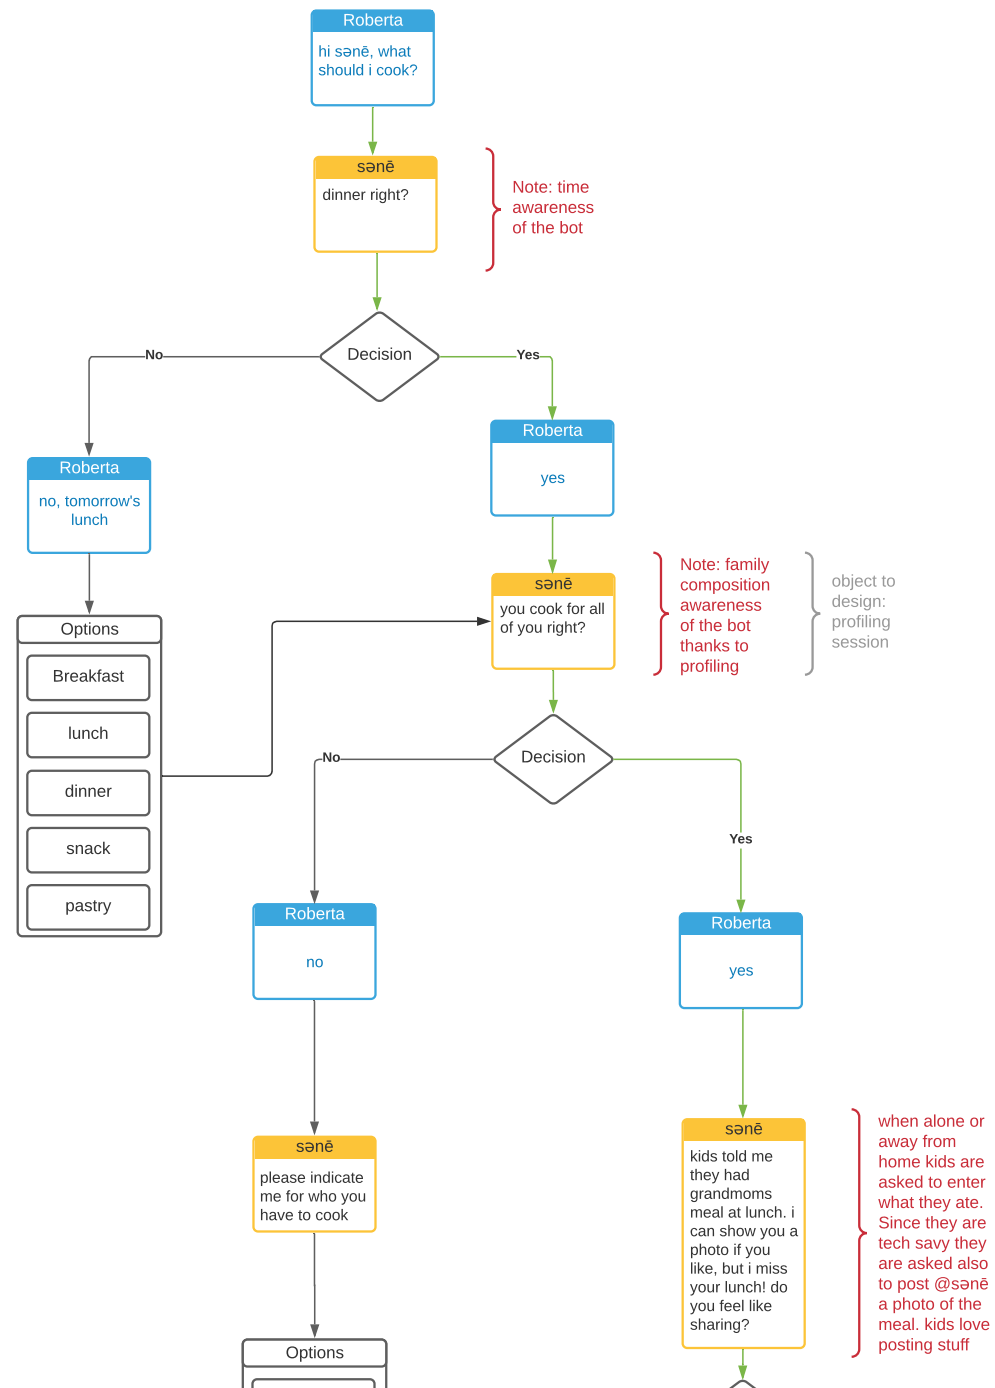 Roberta
hi sənē, what
should i cook?
sənē
dinner right?
Note: time
awareness
of the bot
Decision
No
Yes
Roberta
yes
Roberta
no, tomorrow's
lunch
sənē
you cook for all
of you right?
Note: family
composition
awareness
of the bot
thanks to
profiling
object to
design:
profiling
session
Options
Breakfast
lunch
dinner
snack
pastry
Decision
No
Yes
Roberta
no
Roberta
yes
sənē
please indicate
me for who you
have to cook
sənē
kids told me
they had
grandmoms
meal at lunch. i
can show you a
photo if you
like, but i miss
your lunch! do
you feel like
sharing?
when alone or
away from
home kids are
asked to enter
what they ate.
Since they are
tech savy they
are asked also
to post @sənē
a photo of the
meal. kids love
posting stuff
Options